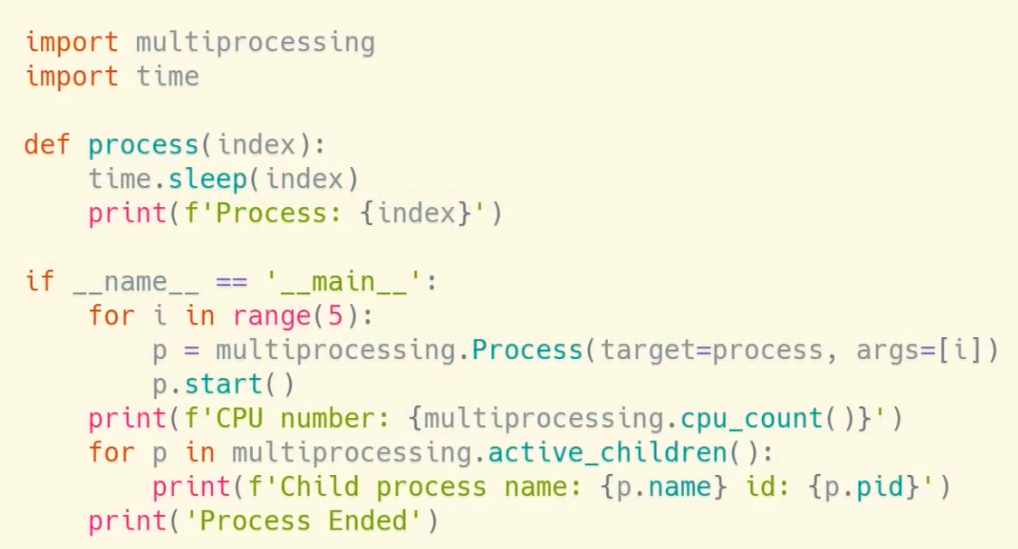 import multiprocessing
import time
def process(index):
    time.sleep(index)
    print(f'Process: {index}')
if __name__ == '__main__':
    for i in range(5):
        p = multiprocessing.Process(target=process, args=[i])
        p.start()
    print(f'CPU number: {multiprocessing.cpu_count()}')
    for p in multiprocessing.active_children():
        print(f'Child process name: {p.name} id: {p.pid}')
    print('Process Ended')